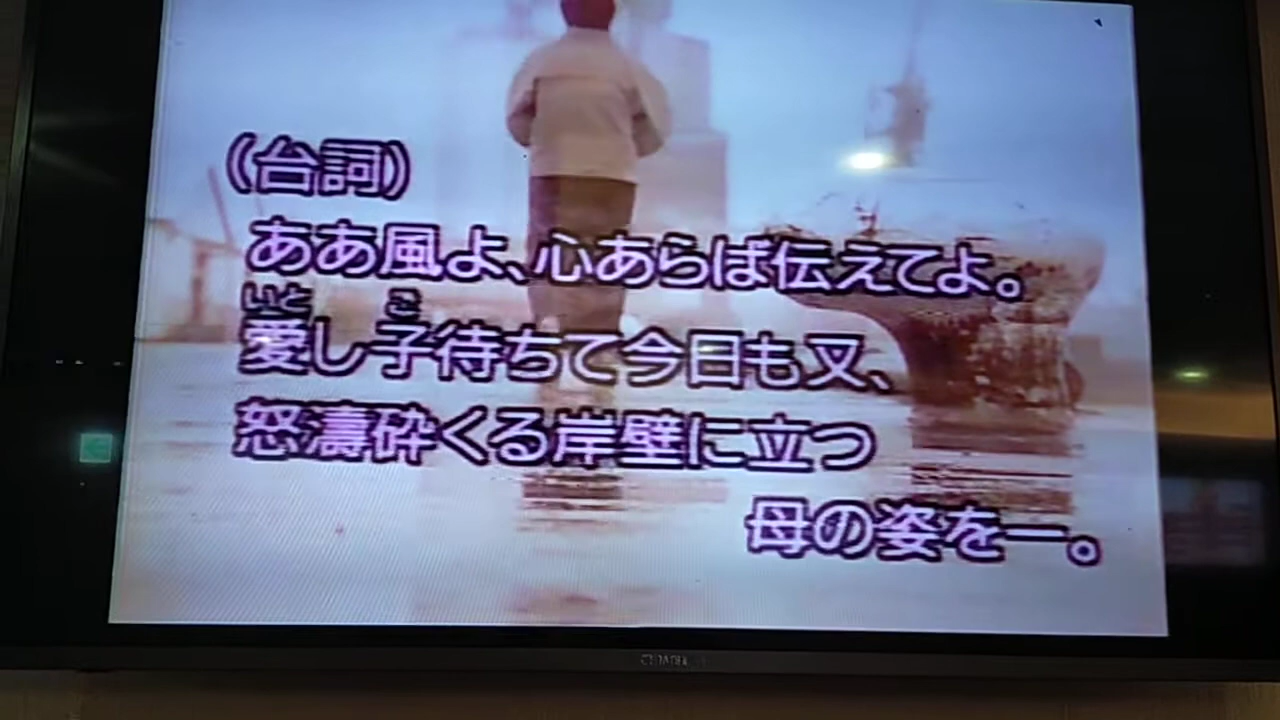 (台詞)
ああ風よ、心あらば伝えてよ。
いと こ
愛し子待ちて今日も又、
怒濤砕くる岸壁に立つ
母の姿を一。